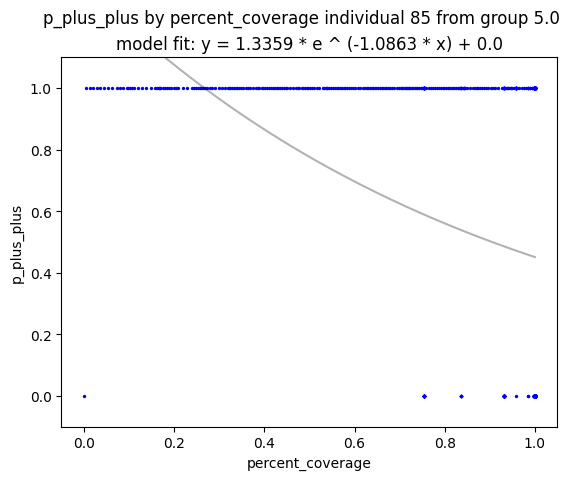 p_plus_plus by percent_coverage individual 85 from group 5.0
model fit: y = 1.3359 * e ^ (-1.0863 * x) + 0.0
1.0
0.8
0.6
0.4
0.2
0.0
p_plus_plus
0.0 0.2 0.4 0.6 0.8 1.0
percent_coverage